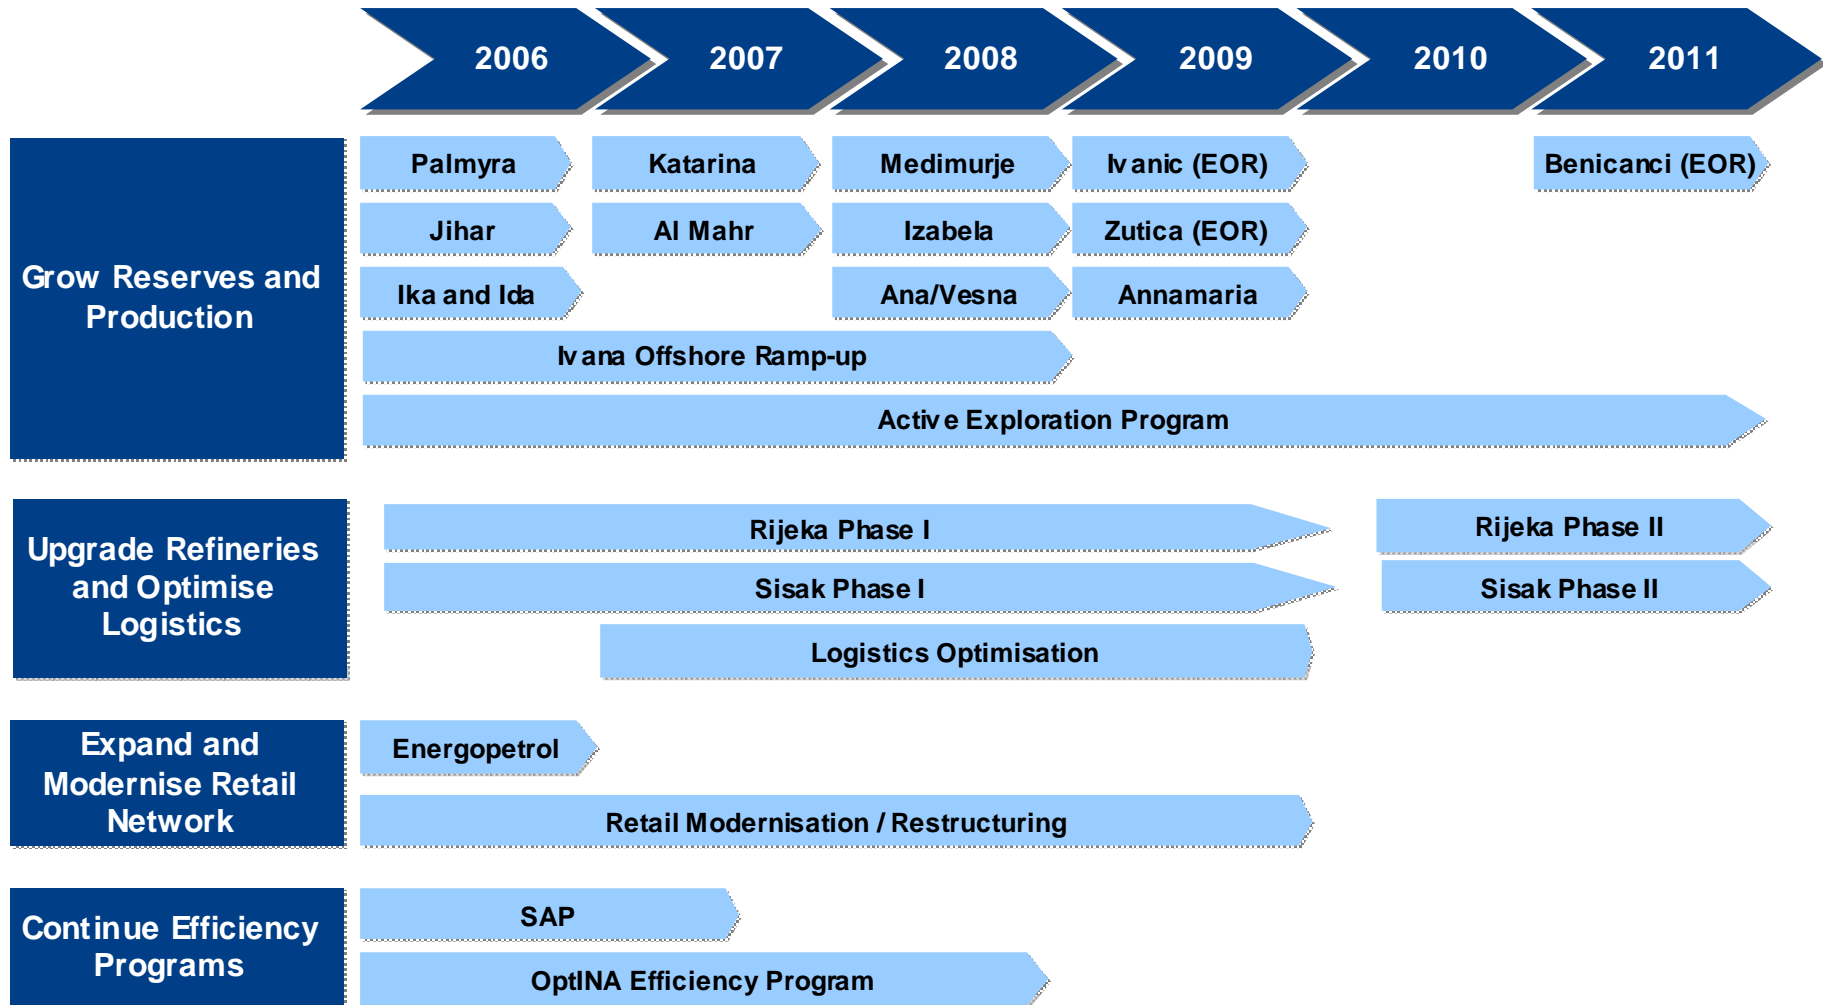 2006 2007 2008 2009 2010 2011
Grow Reserves and
Production
Palmyra Katarina Medimurje Ivanic (EOR) Benicanci (EOR)
Jihar Al Mahr Izabela Zutica (EOR)
Ika and Ida Ana/Vesna Annamaria
Ivana Offshore Ramp-up
Active Exploration Program
Upgrade Refineries
and Optimise
Logistics
Rijeka Phase I Rijeka Phase II
Sisak Phase I Sisak Phase II
Logistics Optimisation
Expand and
Modernise Retail
Network
Energopetrol
Retail Modernisation / Restructuring
Continue Efficiency
Programs
SAP
OptINA Efficiency Program